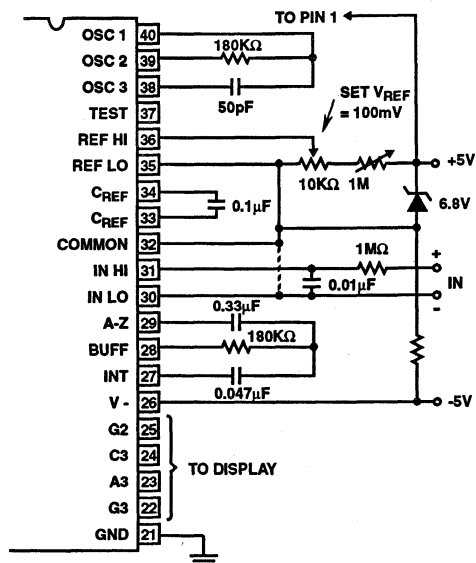 TO PIN 1
OSC 1 40
180KΩ
OSC 2 39
OSC 3 38
50pF
TEST 37
SET VREF
= 100mV
REF HI 36
REF LO 35
+5V
10KΩ 1M
CREF 34
0.1µF
6.8V
CREF 33
COMMON 32
1MΩ
+
IN HI 31
0.01µF
IN
IN LO 30
-
0.33µF
A-Z 29
180KΩ
BUFF 28
INT 27
0.047µF
V - 26
-5V
G2 25
C3 24
TO DISPLAY
A3 23
G3 22
GND 21